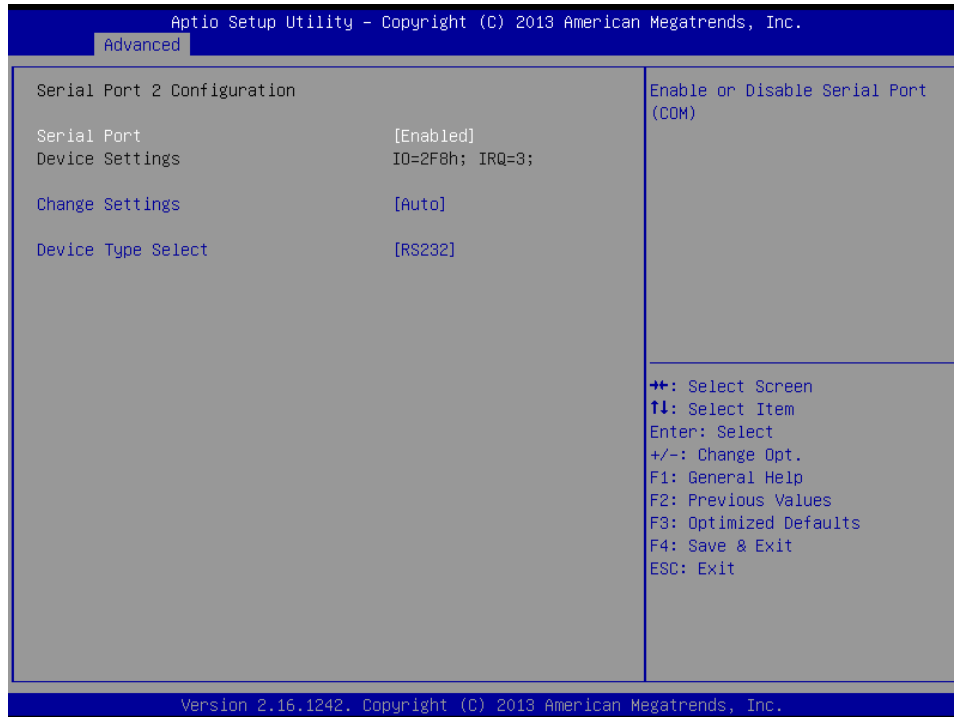 Aptio Setup Utility – Copyright (C) 2013 American Megatrends, Inc.
Advanced
Serial Port 2 Configuration
Serial Port [Enabled]
Device Settings IO=2F8h; IRQ=3;
Change Settings [Auto]
Device Type Select [RS232]
Enable or Disable Serial Port
(COM)
→←: Select Screen
↑↓: Select Item
Enter: Select
+/-: Change Opt.
F1: General Help
F2: Previous Values
F3: Optimized Defaults
F4: Save & Exit
ESC: Exit
Version 2.16.1242. Copyright (C) 2013 American Megatrends, Inc.